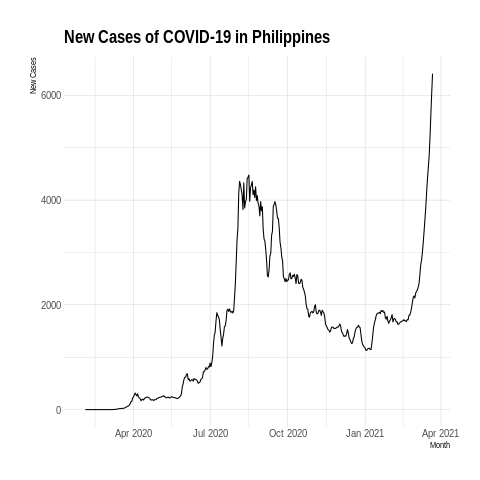 New Cases of COVID-19 in Philippines
New Cases
6000
4000
2000
0
Apr 2020
Jul 2020
Oct 2020
Jan 2021
Apr 2021
Month